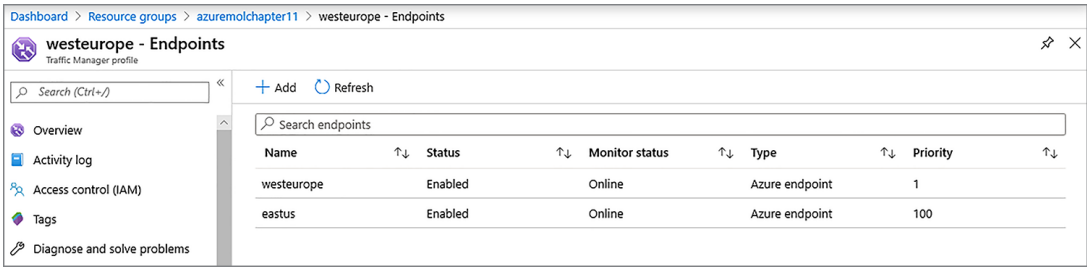 Dashboard > Resource groups > azuremolchapter11 > westeurope - Endpoints
westeurope - Endpoints
Traffic Manager profile
Search (Ctrl+/)
«
Overview
Activity log
Access control (IAM)
Tags
Diagnose and solve problems
+ Add Refresh
Search endpoints
Name ↑↓ Status ↑↓ Monitor status ↑↓ Type ↑↓ Priority ↑↓
westeurope Enabled Online Azure endpoint 1
eastus Enabled Online Azure endpoint 100